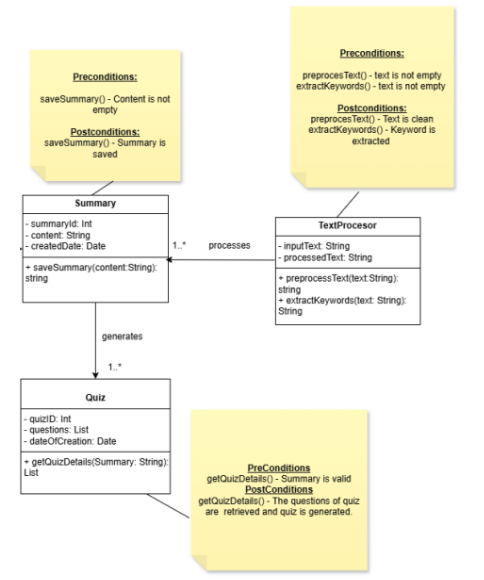 Preconditions:
saveSummary() - Content is not
empty
Postconditions:
saveSummary() - Summary is
saved
Preconditions:
preprocesText() - text is not empty
extractKeywords() - text is not empty
Postconditions:
preprocesText() - Text is clean
extractKeywords() - Keyword is
extracted
Summary
- summaryId: Int
- content: String
- createdDate: Date
+ saveSummary(content:String):
string
1..*
processes
TextProcesor
- inputText: String
- processedText: String
+ preprocessText(text:String):
string
+ extractKeywords(text: String):
String
generates
1..*
Quiz
- quizID: Int
- questions: List
- dateOfCreation: Date
+ getQuizDetails(Summary: String):
List
PreConditions
getQuizDetails() - Summary is valid
PostConditions
getQuizDetails() - The questions of quiz
are retrieved and quiz is generated.